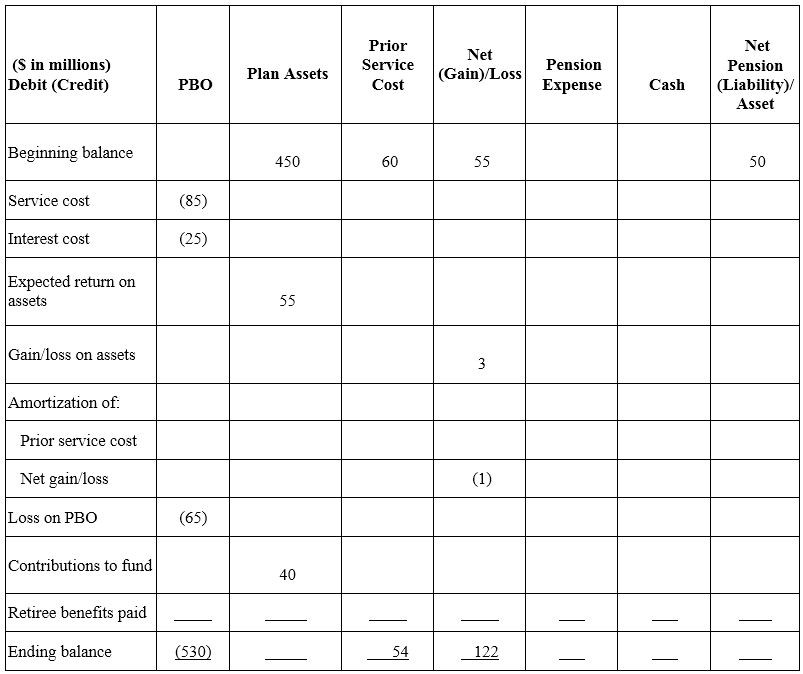 ($ in millions)
Debit (Credit) PBO Plan Assets Prior Service Cost Net (Gain)/Loss Pension Expense Cash Net Pension (Liability)/ Asset
Beginning balance 450 60 55 50
Service cost (85)
Interest cost (25)
Expected return on
assets 55
Gain/loss on assets 3
Amortization of:
Prior service cost
Net gain/loss (1)
Loss on PBO (65)
Contributions to fund 40
Retiree benefits paid
Ending balance (530) 54 122